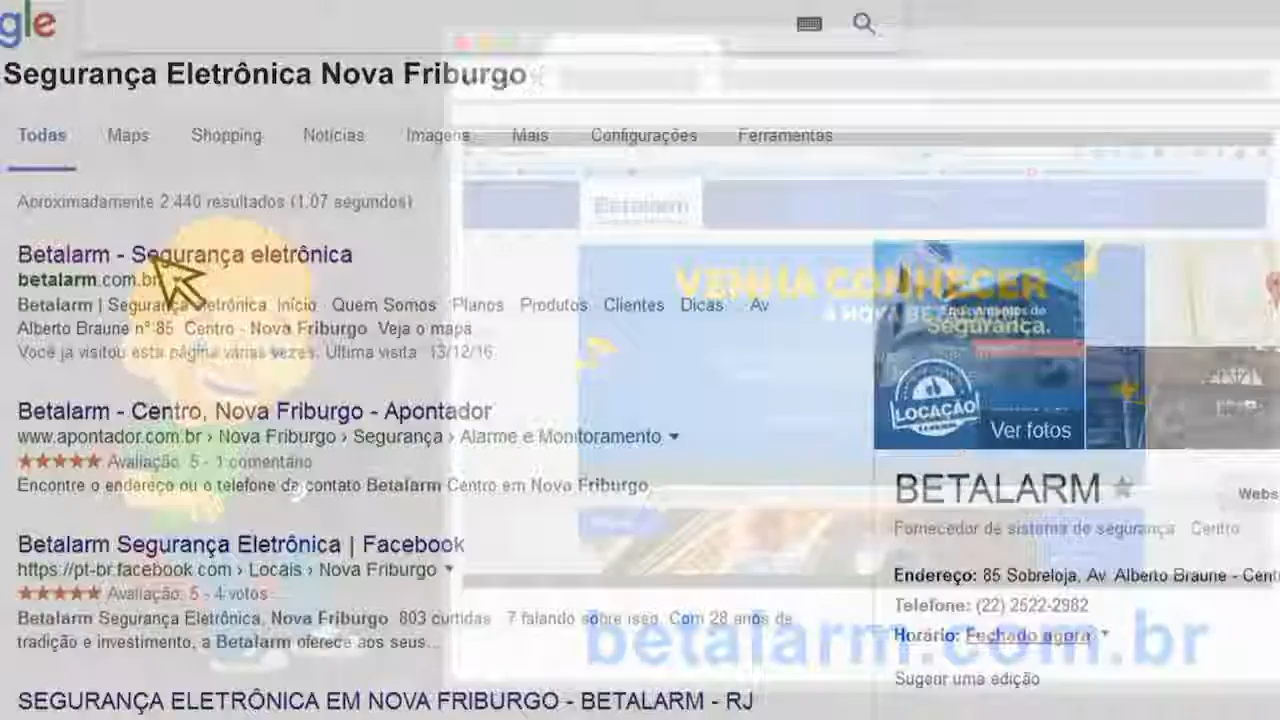 gle
Segurança Eletrônica Nova Friburgo
Todas Maps Shopping Notícias Imagens Mais Configurações Ferramentas
Aproximadamente 2.440 resultados (1,07 segundos)
Betalarm - Segurança eletrônica
betalarm.com.br
Betalarm | Segurança eletrônica Início Quem Somos Planos Produtos Clientes Dicas Av
Alberto Braune nº 85 Centro - Nova Friburgo Veja o mapa
Você já visitou esta página várias vezes. Última visita 13/12/16
Betalarm - Centro, Nova Friburgo - Apontador
www.apontador.com.br › Nova Friburgo › Segurança › Alarme e Monitoramento
★★★★★ Avaliação: 5 - 1 comentário
Encontre o endereço ou o telefone de contato Betalarm Centro em Nova Friburgo
Betalarm Segurança Eletrônica | Facebook
https://pt-br.facebook.com › Locais › Nova Friburgo
★★★★★ Avaliação: 5 - 4 votos
Betalarm Segurança Eletrônica, Nova Friburgo 803 curtidas 7 falando sobre isso. Com 28 anos de
tradição e investimento, a Betalarm oferece aos seus...
SEGURANÇA ELETRÔNICA EM NOVA FRIBURGO - BETALARM - RJ
Betalarm
VENHA CONHECER
A NOVA
Equipamentos de
Segurança.
LOCAÇÃO
Ver fotos
BETALARM
Webs
Fornecedor de sistema de segurança Centro
Endereço: 85 Sobreloja, Av Alberto Braune - Cent
Telefone: (22) 2522-2982
Horário: Fechado agora
Sugerir uma edição
betalarm.com.br